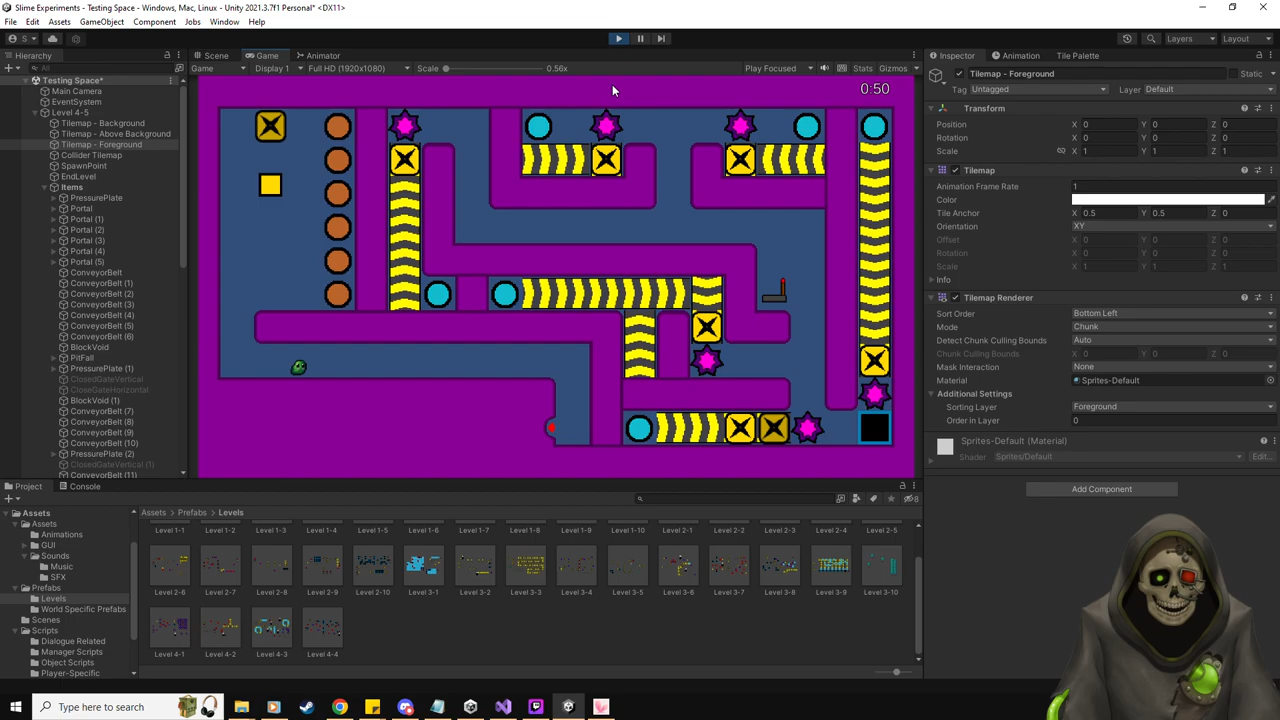 Slime Experiments - Testing Space - Windows, Mac, Linux - Unity 2021.3.7f1 Personal* <DX11>
File Edit Assets GameObject Component Jobs Window Help
S Layers Layout
Hierarchy
All
Testing Space*
Main Camera
EventSystem
Level 4-5
Tilemap - Background
Tilemap - Above Background
Tilemap - Foreground
Collider Tilemap
SpawnPoint
EndLevel
Items
PressurePlate
Portal
Portal (1)
Portal (2)
Portal (3)
Portal (4)
Portal (5)
ConveyorBelt
ConveyorBelt (1)
ConveyorBelt (2)
ConveyorBelt (3)
ConveyorBelt (4)
ConveyorBelt (5)
ConveyorBelt (6)
BlockVoid
PitFall
PressurePlate (1)
ClosedGateVertical
CloseGateHorizontal
BlockVoid (1)
ConveyorBelt (7)
ConveyorBelt (8)
ConveyorBelt (9)
ConveyorBelt (10)
PressurePlate (2)
ClosedGateVertical (1)
ConveyorBelt (11)
Scene Game Animator
Game Display 1 Full HD (1920x1080) Scale 0.56x Play Focused Stats Gizmos
0:50
Inspector Animation Tile Palette
Tilemap - Foreground Static
Tag Untagged Layer Default
Transform
Position X 0 Y 0 Z 0
Rotation X 0 Y 0 Z 0
Scale X 1 Y 1 Z 1
Tilemap
Animation Frame Rate 1
Color
Tile Anchor X 0.5 Y 0.5 Z 0
Orientation XY
Offset X 0 Y 0 Z 0
Rotation X 0 Y 0 Z 0
Scale X 1 Y 1 Z 1
Info
Tilemap Renderer
Sort Order Bottom Left
Mode Chunk
Detect Chunk Culling Bounds Auto
Chunk Culling Bounds X 0 Y 0 Z 0
Mask Interaction None
Material Sprites-Default
Additional Settings
Sorting Layer Foreground
Order in Layer 0
Sprites-Default (Material)
Shader Sprites/Default Edit...
Add Component
Project Console
8
Assets
Assets
Animations
GUI
Sounds
Music
SFX
Prefabs
Levels
World Specific Prefabs
Scenes
Scripts
Dialogue Related
Manager Scripts
Object Scripts
Player-Specific
Assets > Prefabs > Levels
Level 1-1 Level 1-2 Level 1-3 Level 1-4 Level 1-5 Level 1-6 Level 1-7 Level 1-8 Level 1-9 Level 1-10 Level 2-1 Level 2-2 Level 2-3 Level 2-4 Level 2-5
Level 2-6 Level 2-7 Level 2-8 Level 2-9 Level 2-10 Level 3-1 Level 3-2 Level 3-3 Level 3-4 Level 3-5 Level 3-6 Level 3-7 Level 3-8 Level 3-9 Level 3-10
Level 4-1 Level 4-2 Level 4-3 Level 4-4
Type here to search